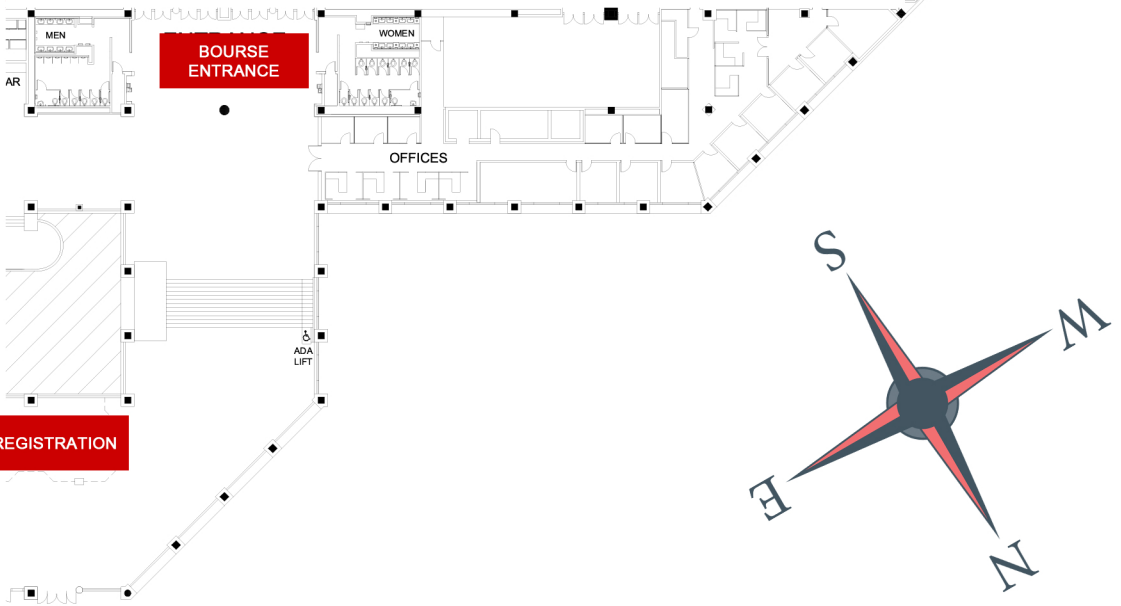 MEN
WOMEN
BOURSE
ENTRANCE
AR
OFFICES
S
W
ADA
LIFT
REGISTRATION
E
N